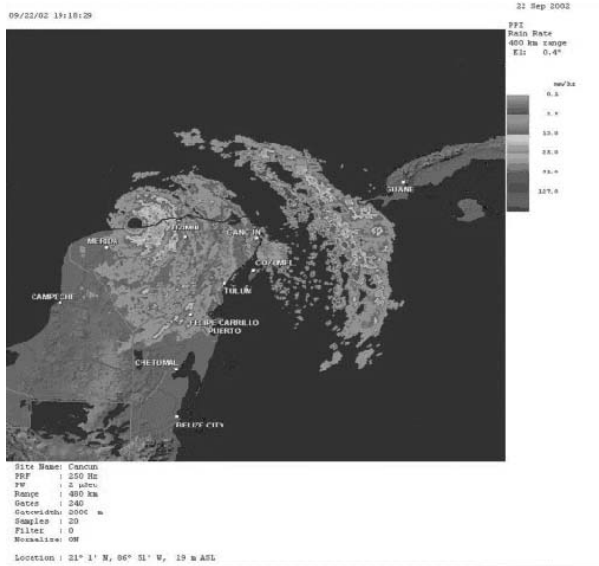 22 Sep 2002
09/22/02 19:18:29
PPI
Rain Rate
480 km range
El: 0.4°
mm/hr
GUANE
TIZIMIN
CANCUN
MERIDA
COZUMEL
TULUM
CAMPECHE
FELIPE CARRILLO
PUERTO
CHETUMAL
BELIZE CITY
Site Name: Cancun
PRF : 250 Hz
PW : 2 µsec
Range : 480 km
Gates : 240
Gatewidth: 2000 m
Samples : 20
Filter : 0
Normalise: ON
Location : 21° 1' N, 86° 51' W, 19 m ASL